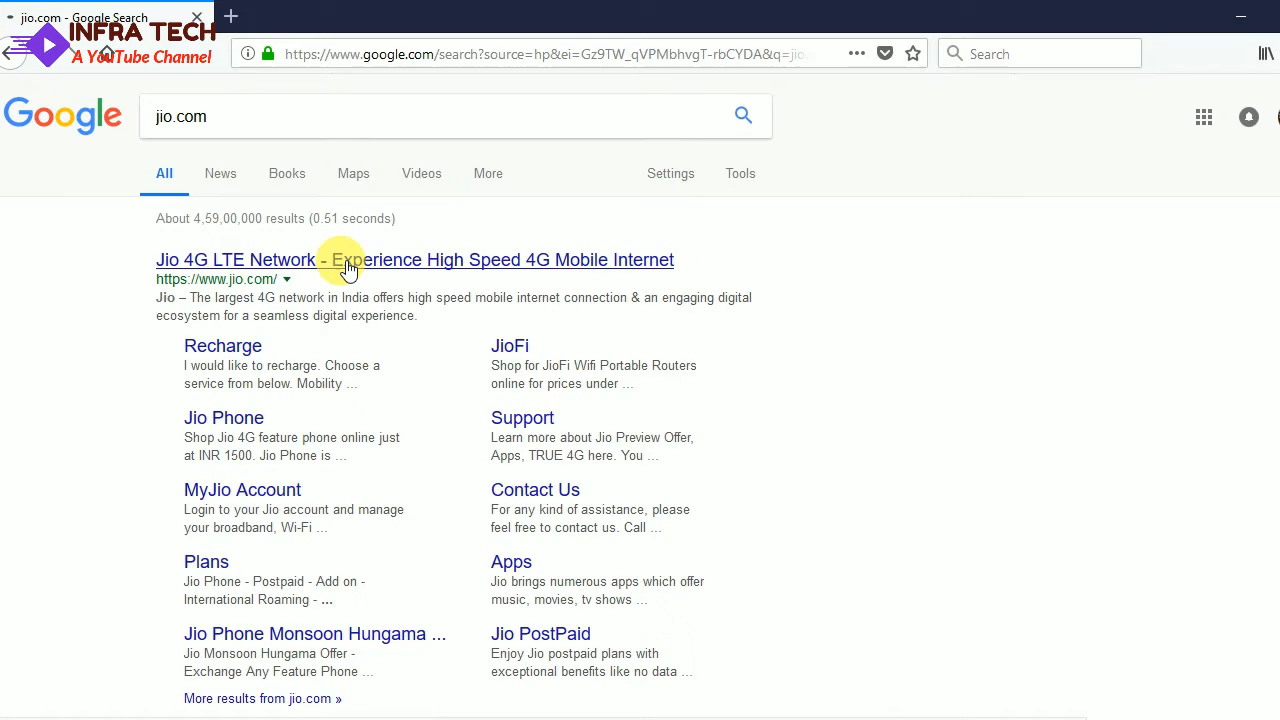 jio.com - Google Search
INFRA TECH
A YouTube Channel
https://www.google.com/search?source=hp&ei=Gz9TW_qVPMbhvgT-rbCYDA&q=jio.
Search
Google
jio.com
All
News
Books
Maps
Videos
More
Settings
Tools
About 4,59,00,000 results (0.51 seconds)
Jio 4G LTE Network - Experience High Speed 4G Mobile Internet
https://www.jio.com/
Jio – The largest 4G network in India offers high speed mobile internet connection & an engaging digital
ecosystem for a seamless digital experience.
Recharge
I would like to recharge. Choose a
service from below. Mobility ...
JioFi
Shop for JioFi Wifi Portable Routers
online for prices under ...
Jio Phone
Shop Jio 4G feature phone online just
at INR 1500. Jio Phone is ...
Support
Learn more about Jio Preview Offer,
Apps, TRUE 4G here. You ...
MyJio Account
Login to your Jio account and manage
your broadband, Wi-Fi ...
Contact Us
For any kind of assistance, please
feel free to contact us. Call ...
Plans
Jio Phone - Postpaid - Add on -
International Roaming - ...
Apps
Jio brings numerous apps which offer
music, movies, tv shows ...
Jio Phone Monsoon Hungama ...
Jio Monsoon Hungama Offer -
Exchange Any Feature Phone ...
Jio PostPaid
Enjoy Jio postpaid plans with
exceptional benefits like no data ...
More results from jio.com »